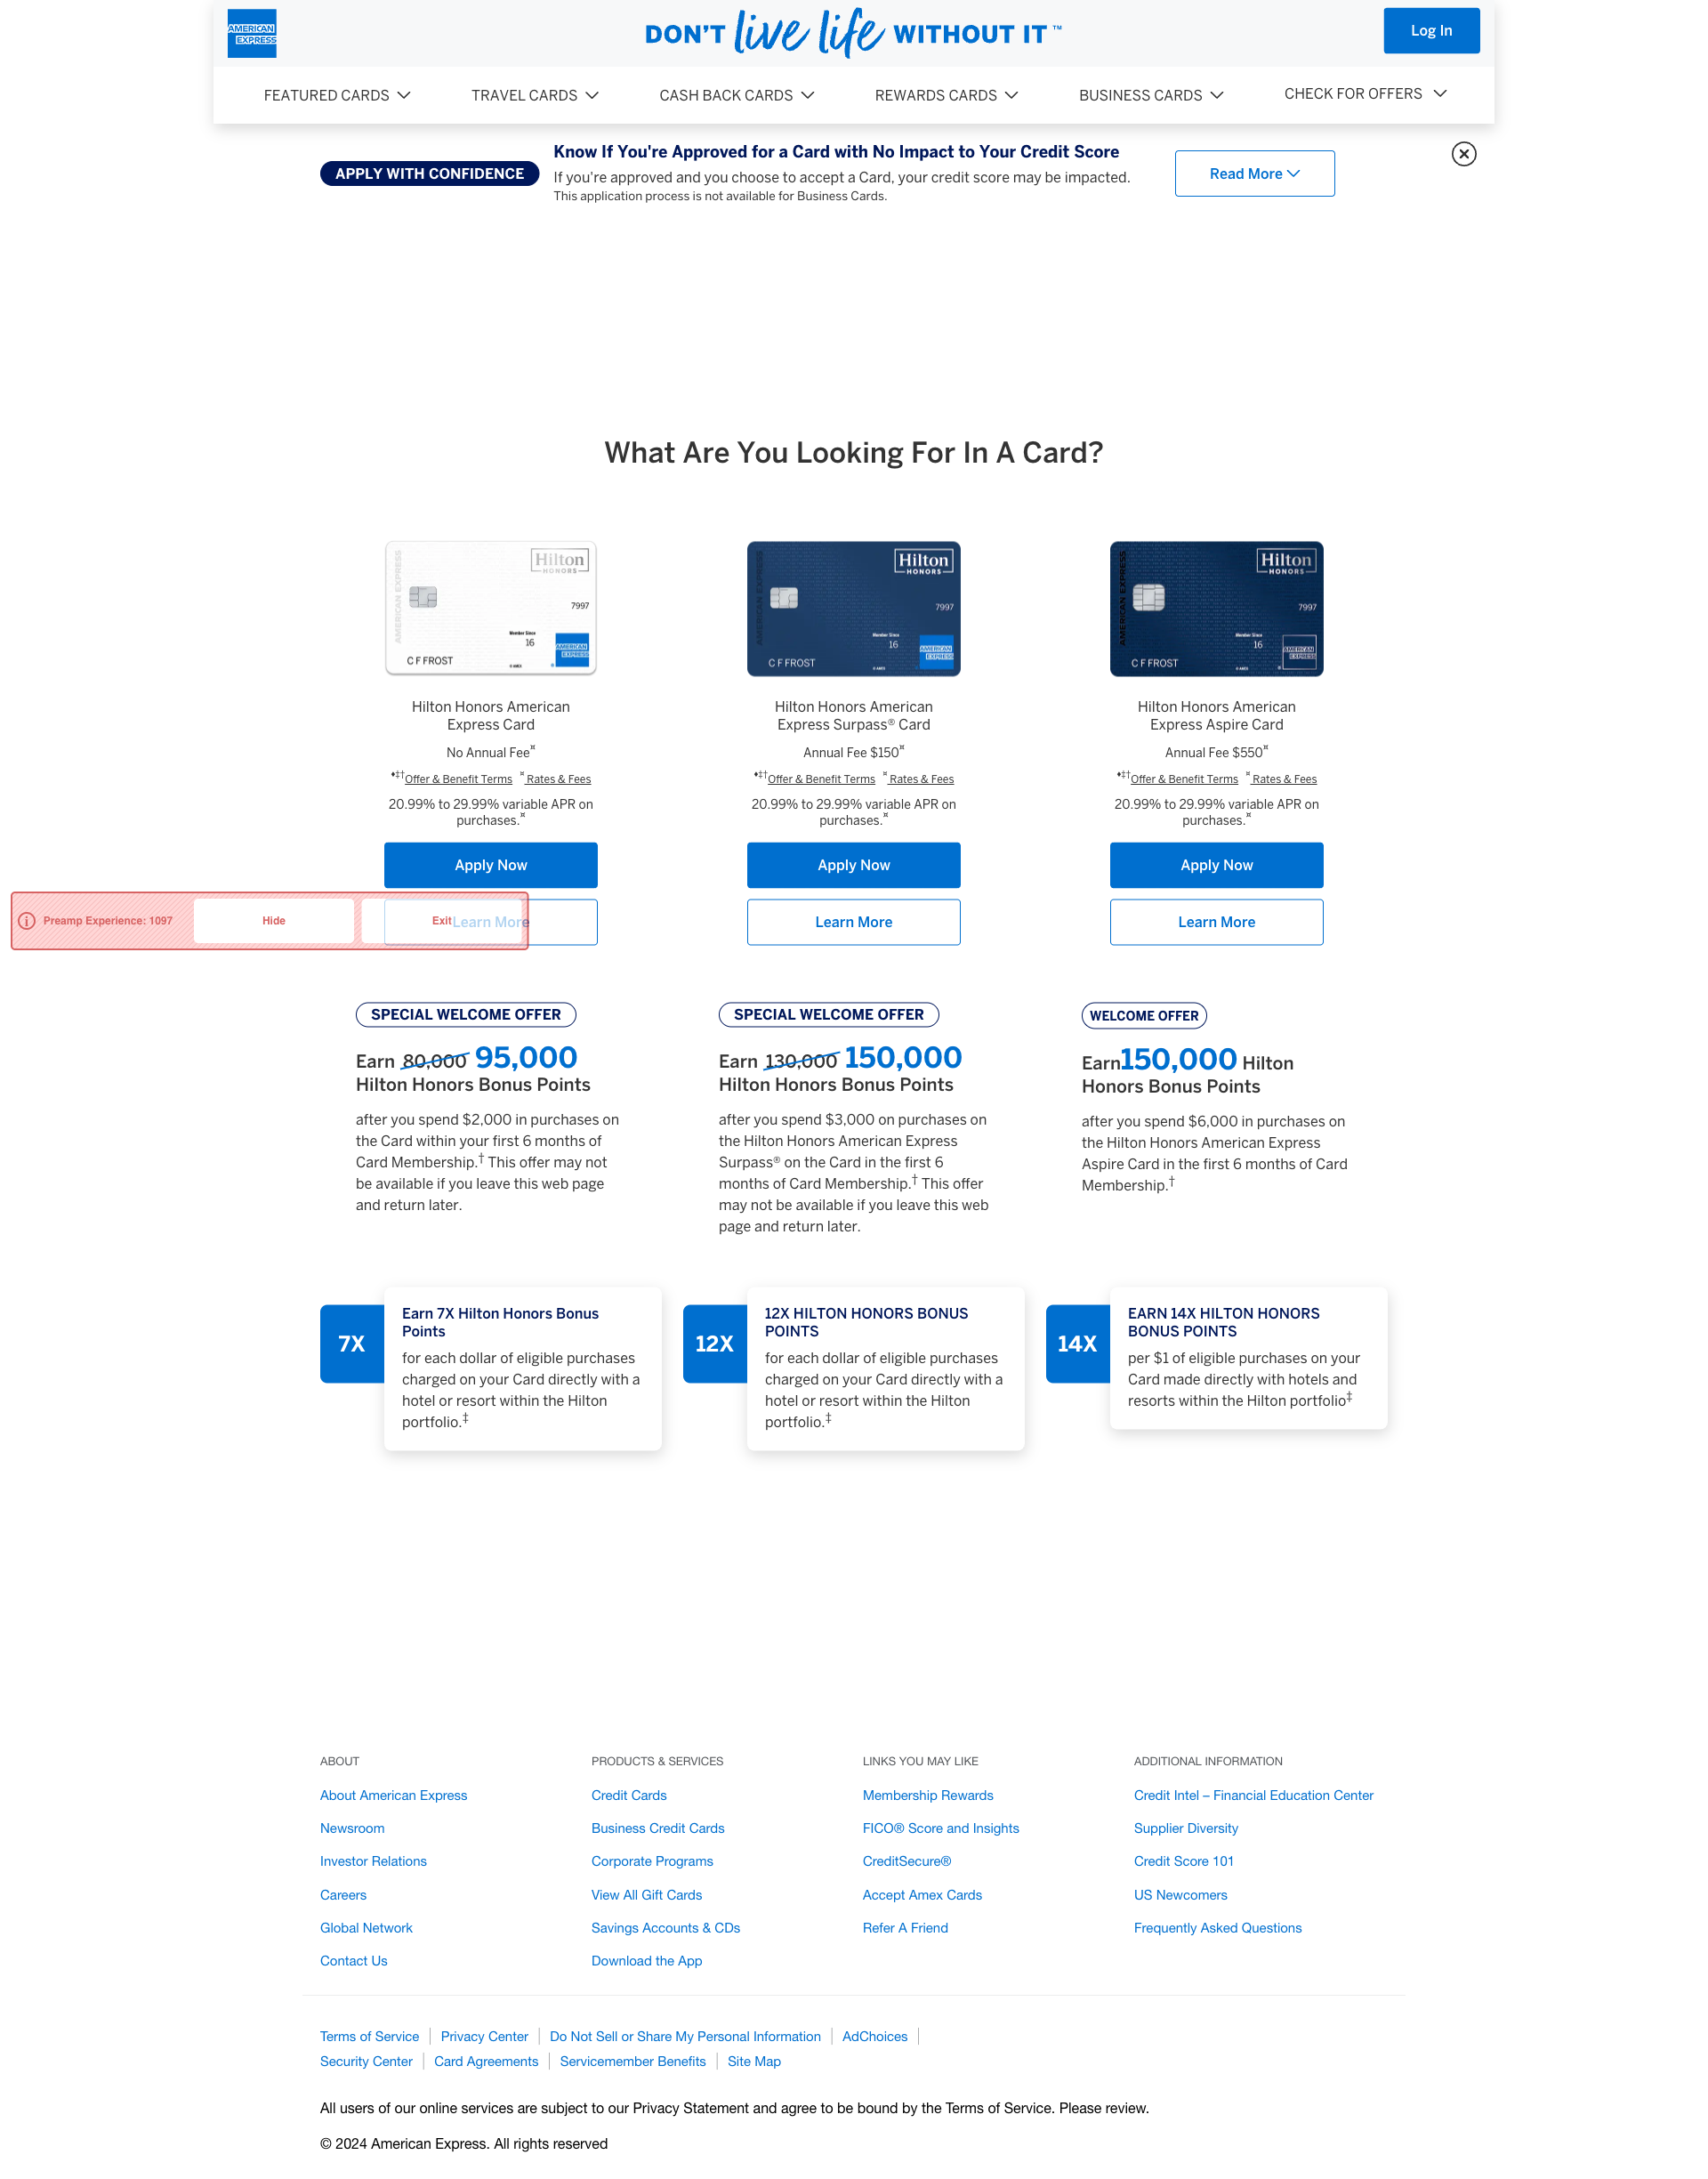 AMERICAN
EXPRESS
DON'T live life WITHOUT IT™
Log In
FEATURED CARDS
TRAVEL CARDS
CASH BACK CARDS
REWARDS CARDS
BUSINESS CARDS
CHECK FOR OFFERS
APPLY WITH CONFIDENCE
Know If You're Approved for a Card with No Impact to Your Credit Score
If you're approved and you choose to accept a Card, your credit score may be impacted.
This application process is not available for Business Cards.
Read More
What Are You Looking For In A Card?
AMERICAN EXPRESS
Hilton
HONORS
7997
Member Since
16
C F FROST
AMERICAN
EXPRESS
Hilton Honors American
Express Card
No Annual Fee¤
♦‡†Offer & Benefit Terms ¤ Rates & Fees
20.99% to 29.99% variable APR on
purchases.¤
Apply Now
Learn More
AMERICAN EXPRESS
Hilton
HONORS
7997
Member Since
16
C F FROST
AMERICAN
EXPRESS
Hilton Honors American
Express Surpass® Card
Annual Fee $150¤
♦‡†Offer & Benefit Terms ¤ Rates & Fees
20.99% to 29.99% variable APR on
purchases.¤
Apply Now
Learn More
AMERICAN EXPRESS
Hilton
HONORS
7997
Member Since
16
C F FROST
AMERICAN
EXPRESS
Hilton Honors American
Express Aspire Card
Annual Fee $550¤
♦‡†Offer & Benefit Terms ¤ Rates & Fees
20.99% to 29.99% variable APR on
purchases.¤
Apply Now
Learn More
Preamp Experience: 1097
Hide
Exit
SPECIAL WELCOME OFFER
Earn 80,000 95,000
Hilton Honors Bonus Points
after you spend $2,000 in purchases on
the Card within your first 6 months of
Card Membership.† This offer may not
be available if you leave this web page
and return later.
SPECIAL WELCOME OFFER
Earn 130,000 150,000
Hilton Honors Bonus Points
after you spend $3,000 on purchases on
the Hilton Honors American Express
Surpass® on the Card in the first 6
months of Card Membership.† This offer
may not be available if you leave this web
page and return later.
WELCOME OFFER
Earn150,000 Hilton
Honors Bonus Points
after you spend $6,000 in purchases on
the Hilton Honors American Express
Aspire Card in the first 6 months of Card
Membership.†
7X
Earn 7X Hilton Honors Bonus
Points
for each dollar of eligible purchases
charged on your Card directly with a
hotel or resort within the Hilton
portfolio.‡
12X
12X HILTON HONORS BONUS
POINTS
for each dollar of eligible purchases
charged on your Card directly with a
hotel or resort within the Hilton
portfolio.‡
14X
EARN 14X HILTON HONORS
BONUS POINTS
per $1 of eligible purchases on your
Card made directly with hotels and
resorts within the Hilton portfolio‡
ABOUT
About American Express
Newsroom
Investor Relations
Careers
Global Network
Contact Us
PRODUCTS & SERVICES
Credit Cards
Business Credit Cards
Corporate Programs
View All Gift Cards
Savings Accounts & CDs
Download the App
LINKS YOU MAY LIKE
Membership Rewards
FICO® Score and Insights
CreditSecure®
Accept Amex Cards
Refer A Friend
ADDITIONAL INFORMATION
Credit Intel – Financial Education Center
Supplier Diversity
Credit Score 101
US Newcomers
Frequently Asked Questions
Terms of Service | Privacy Center | Do Not Sell or Share My Personal Information | AdChoices |
Security Center | Card Agreements | Servicemember Benefits | Site Map
All users of our online services are subject to our Privacy Statement and agree to be bound by the Terms of Service. Please review.
© 2024 American Express. All rights reserved